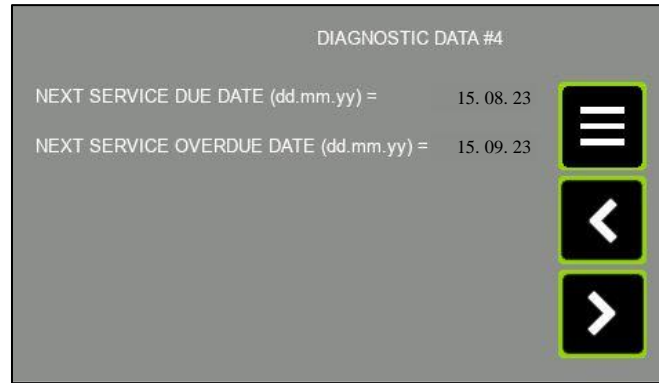 DIAGNOSTIC DATA #4
NEXT SERVICE DUE DATE (dd.mm.yy) = 15. 08. 23
NEXT SERVICE OVERDUE DATE (dd.mm.yy) = 15. 09. 23